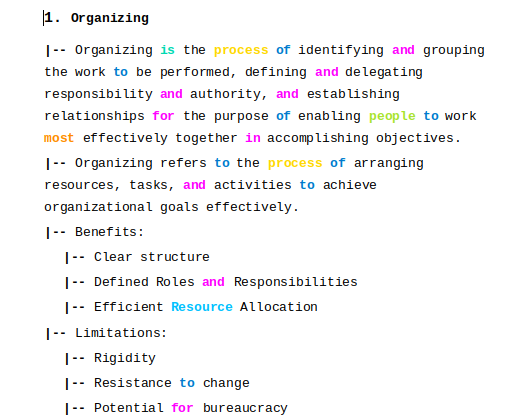 1. Organizing
|-- Organizing is the process of identifying and grouping
the work to be performed, defining and delegating
responsibility and authority, and establishing
relationships for the purpose of enabling people to work
most effectively together in accomplishing objectives.
|-- Organizing refers to the process of arranging
resources, tasks, and activities to achieve
organizational goals effectively.
|-- Benefits:
|-- Clear structure
|-- Defined Roles and Responsibilities
|-- Efficient Resource Allocation
|-- Limitations:
|-- Rigidity
|-- Resistance to change
|-- Potential for bureaucracy